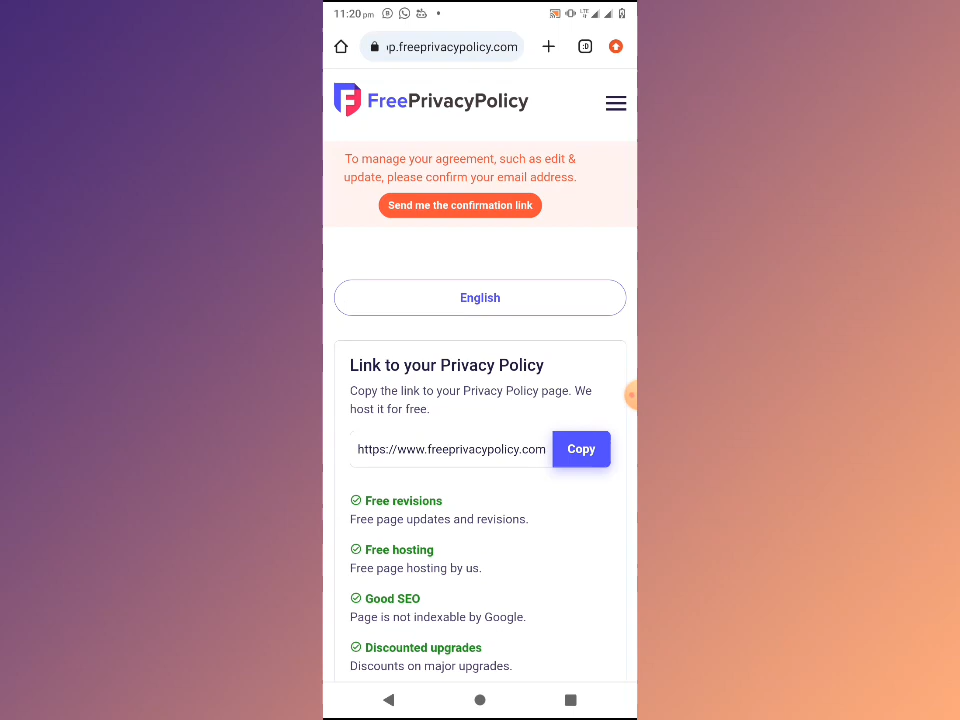 11:20 pm
p.freeprivacypolicy.com
FreePrivacyPolicy
To manage your agreement, such as edit &
update, please confirm your email address.
Send me the confirmation link
English
Link to your Privacy Policy
Copy the link to your Privacy Policy page. We
host it for free.
https://www.freeprivacypolicy.com
Copy
Free revisions
Free page updates and revisions.
Free hosting
Free page hosting by us.
Good SEO
Page is not indexable by Google.
Discounted upgrades
Discounts on major upgrades.